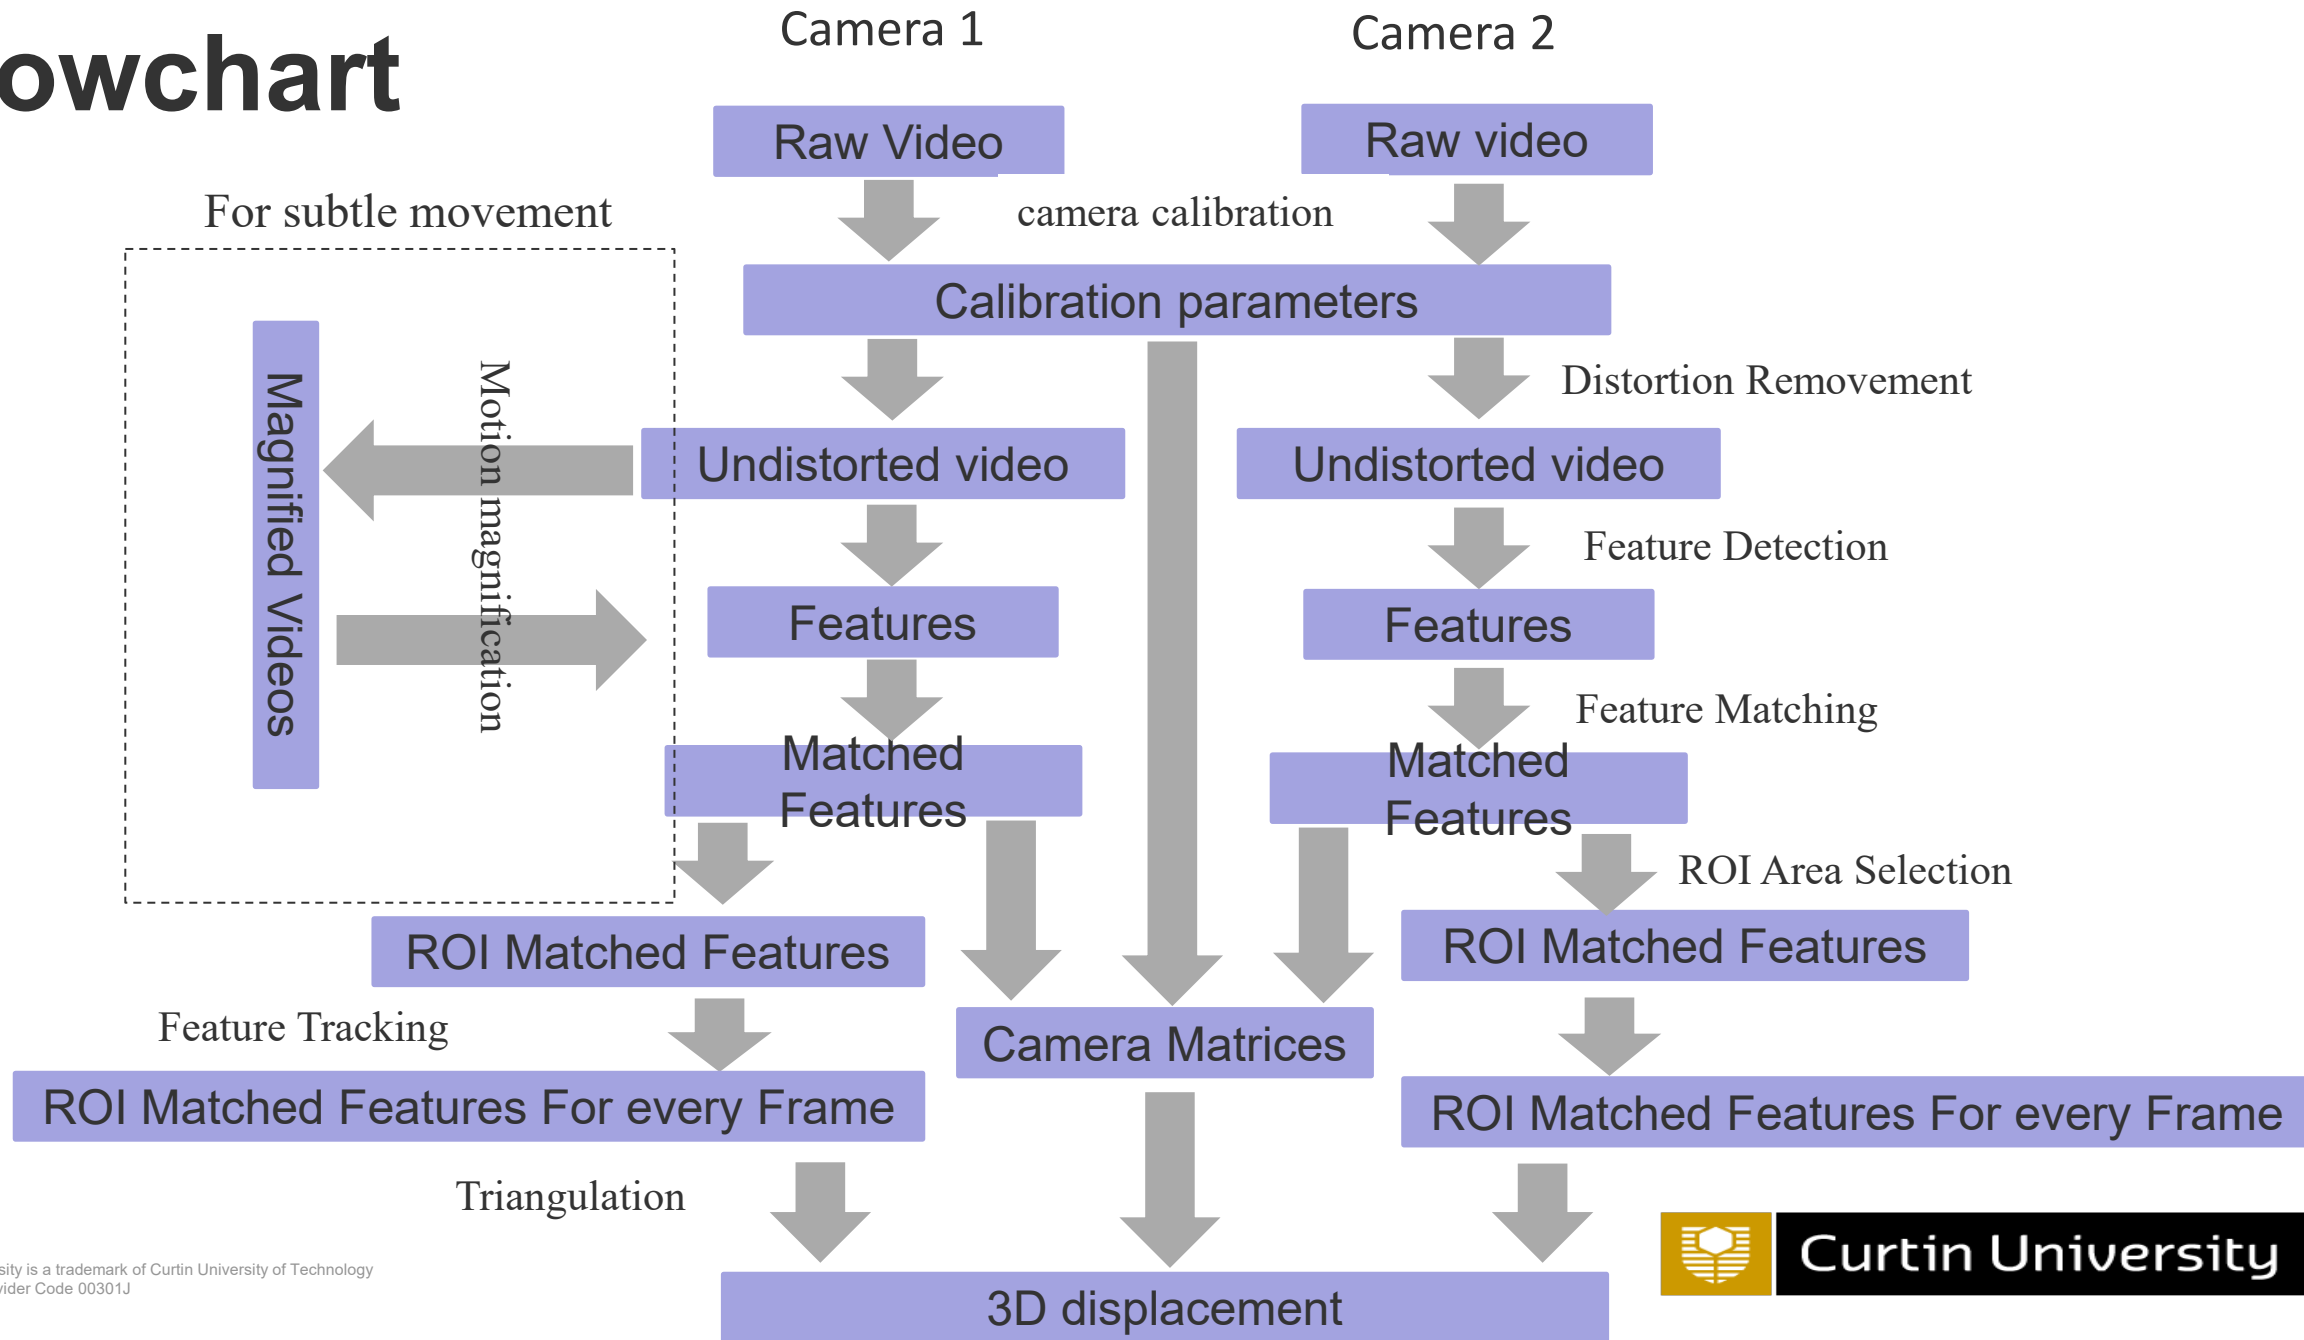 owchart
Camera 1
Camera 2
Raw Video
Raw video
For subtle movement
camera calibration
Calibration parameters
Distortion Removement
Magnified Videos
Motion magnification
Undistorted video
Undistorted video
Feature Detection
Features
Features
Feature Matching
Matched
Features
Matched
Features
ROI Area Selection
ROI Matched Features
ROI Matched Features
Feature Tracking
Camera Matrices
ROI Matched Features For every Frame
ROI Matched Features For every Frame
Triangulation
Curtin University
sity is a trademark of Curtin University of Technology
vider Code 00301J
3D displacement